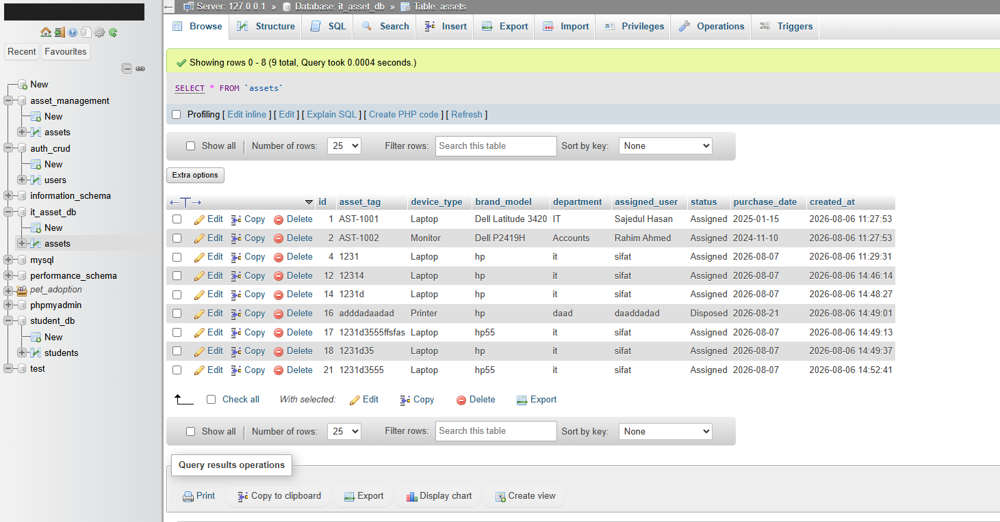 Server: 127.0.0.1 » Database: it_asset_db » Table: assets
Browse Structure SQL Search Insert Export Import Privileges Operations Triggers
Recent Favourites
New
asset_management
New
assets
auth_crud
New
users
information_schema
it_asset_db
New
assets
mysql
performance_schema
pet_adoption
phpmyadmin
student_db
New
students
test
Showing rows 0 - 8 (9 total, Query took 0.0004 seconds.)
SELECT * FROM `assets`
Profiling [ Edit inline ] [ Edit ] [ Explain SQL ] [ Create PHP code ] [ Refresh ]
Show all Number of rows: 25 Filter rows: Search this table Sort by key: None
Extra options
id asset_tag device_type brand_model department assigned_user status purchase_date created_at
Edit Copy Delete 1 AST-1001 Laptop Dell Latitude 3420 IT Sajedul Hasan Assigned 2025-01-15 2026-08-06 11:27:53
Edit Copy Delete 2 AST-1002 Monitor Dell P2419H Accounts Rahim Ahmed Assigned 2024-11-10 2026-08-06 11:27:53
Edit Copy Delete 4 1231 Laptop hp it sifat Assigned 2026-08-07 2026-08-06 11:29:31
Edit Copy Delete 12 12314 Laptop hp it sifat Assigned 2026-08-07 2026-08-06 14:46:14
Edit Copy Delete 14 1231d Laptop hp it sifat Assigned 2026-08-07 2026-08-06 14:48:27
Edit Copy Delete 16 adddadaadad Printer hp daad daaddadad Disposed 2026-08-21 2026-08-06 14:49:01
Edit Copy Delete 17 1231d3555ffsfas Laptop hp55 it sifat Assigned 2026-08-07 2026-08-06 14:49:13
Edit Copy Delete 18 1231d35 Laptop hp it sifat Assigned 2026-08-07 2026-08-06 14:49:37
Edit Copy Delete 21 1231d3555 Laptop hp55 it sifat Assigned 2026-08-07 2026-08-06 14:52:41
Check all With selected: Edit Copy Delete Export
Show all Number of rows: 25 Filter rows: Search this table Sort by key: None
Query results operations
Print Copy to clipboard Export Display chart Create view